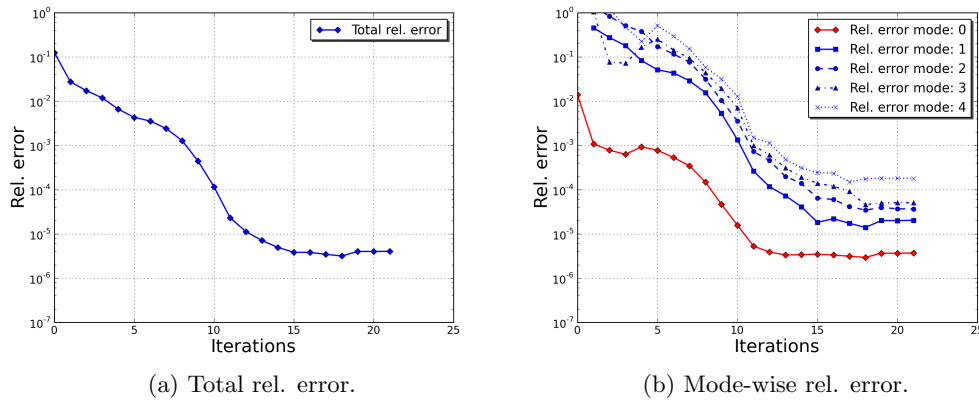 Total rel. error
10^0
10^-1
10^-2
10^-3
10^-4
10^-5
10^-6
10^-7
Rel. error
0 5 10 15 20 25
Iterations
(a) Total rel. error.
Rel. error mode: 0
Rel. error mode: 1
Rel. error mode: 2
Rel. error mode: 3
Rel. error mode: 4
10^0
10^-1
10^-2
10^-3
10^-4
10^-5
10^-6
10^-7
Rel. error
0 5 10 15 20 25
Iterations
(b) Mode-wise rel. error.